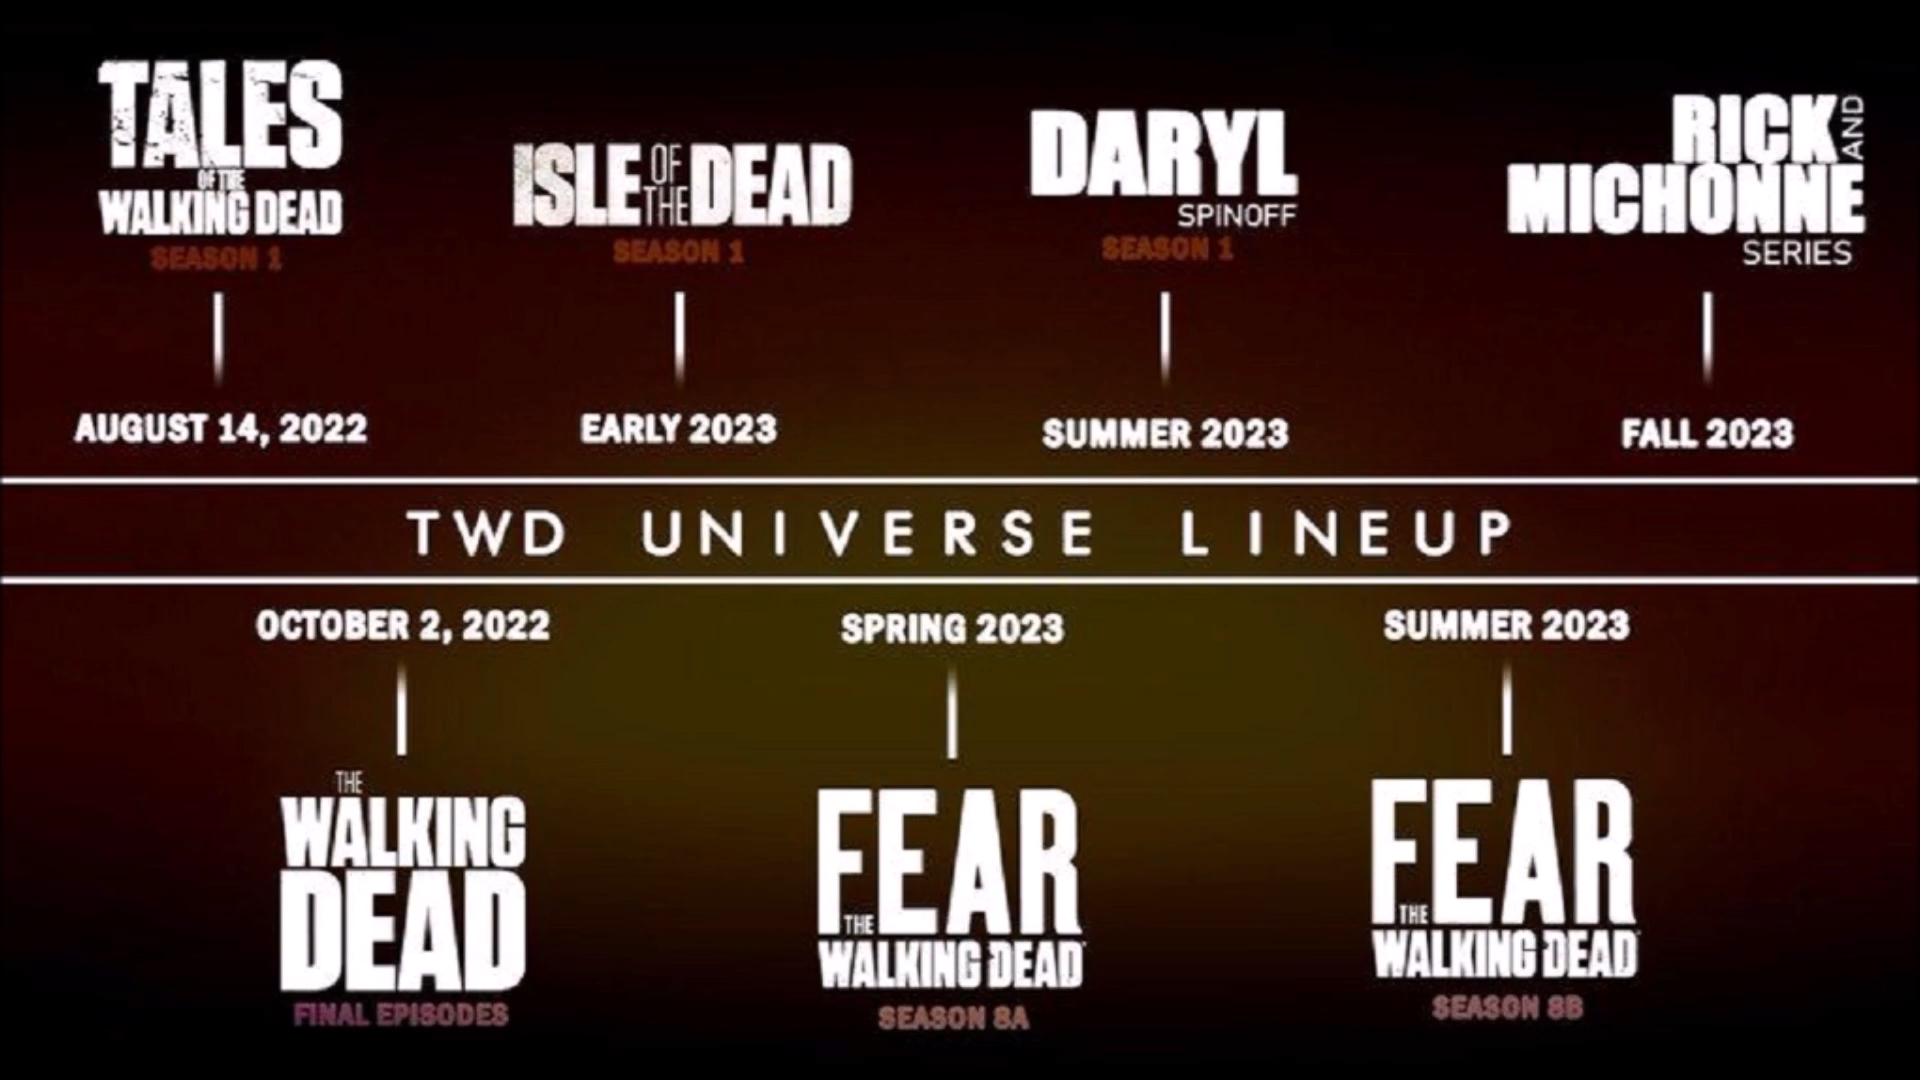 TALES
OF THE
WALKING DEAD
SEASON 1
AUGUST 14, 2022
ISLE OF THE DEAD
SEASON 1
EARLY 2023
DARYL
SPINOFF
SEASON 1
SUMMER 2023
RICK AND
MICHONNE
SERIES
FALL 2023
TWD UNIVERSE LINEUP
OCTOBER 2, 2022
THE
WALKING
DEAD
FINAL EPISODES
SPRING 2023
FEAR
THE
WALKING DEAD
SEASON 8A
SUMMER 2023
FEAR
THE
WALKING DEAD
SEASON 8B